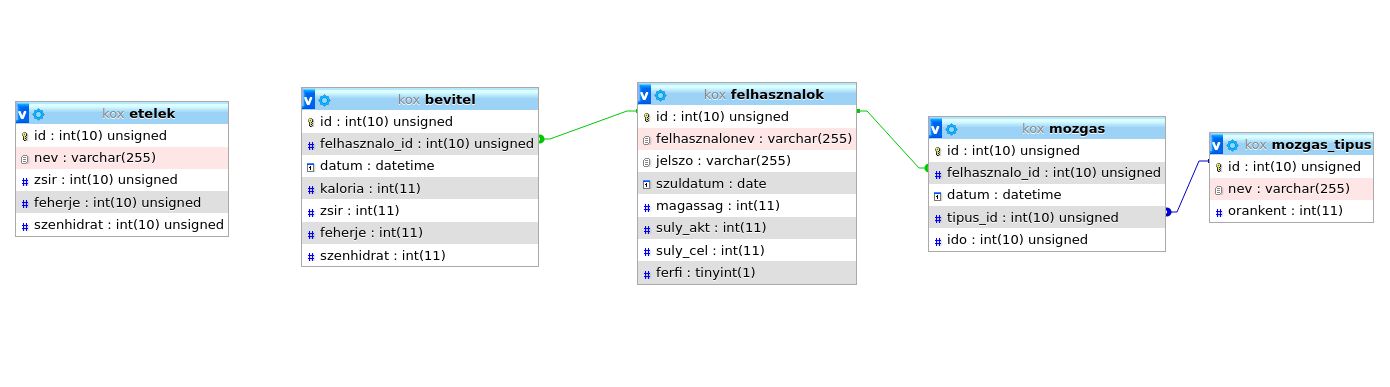 kox etelek
id : int(10) unsigned
nev : varchar(255)
zsir : int(10) unsigned
feherje : int(10) unsigned
szenhidrat : int(10) unsigned
kox bevitel
id : int(10) unsigned
felhasznalo_id : int(10) unsigned
datum : datetime
kaloria : int(11)
zsir : int(11)
feherje : int(11)
szenhidrat : int(11)
kox felhasznalok
id : int(10) unsigned
felhasznalonev : varchar(255)
jelszo : varchar(255)
szuldatum : date
magassag : int(11)
suly_akt : int(11)
suly_cel : int(11)
ferfi : tinyint(1)
kox mozgas
id : int(10) unsigned
felhasznalo_id : int(10) unsigned
datum : datetime
tipus_id : int(10) unsigned
ido : int(10) unsigned
kox mozgas_tipus
id : int(10) unsigned
nev : varchar(255)
orankent : int(11)